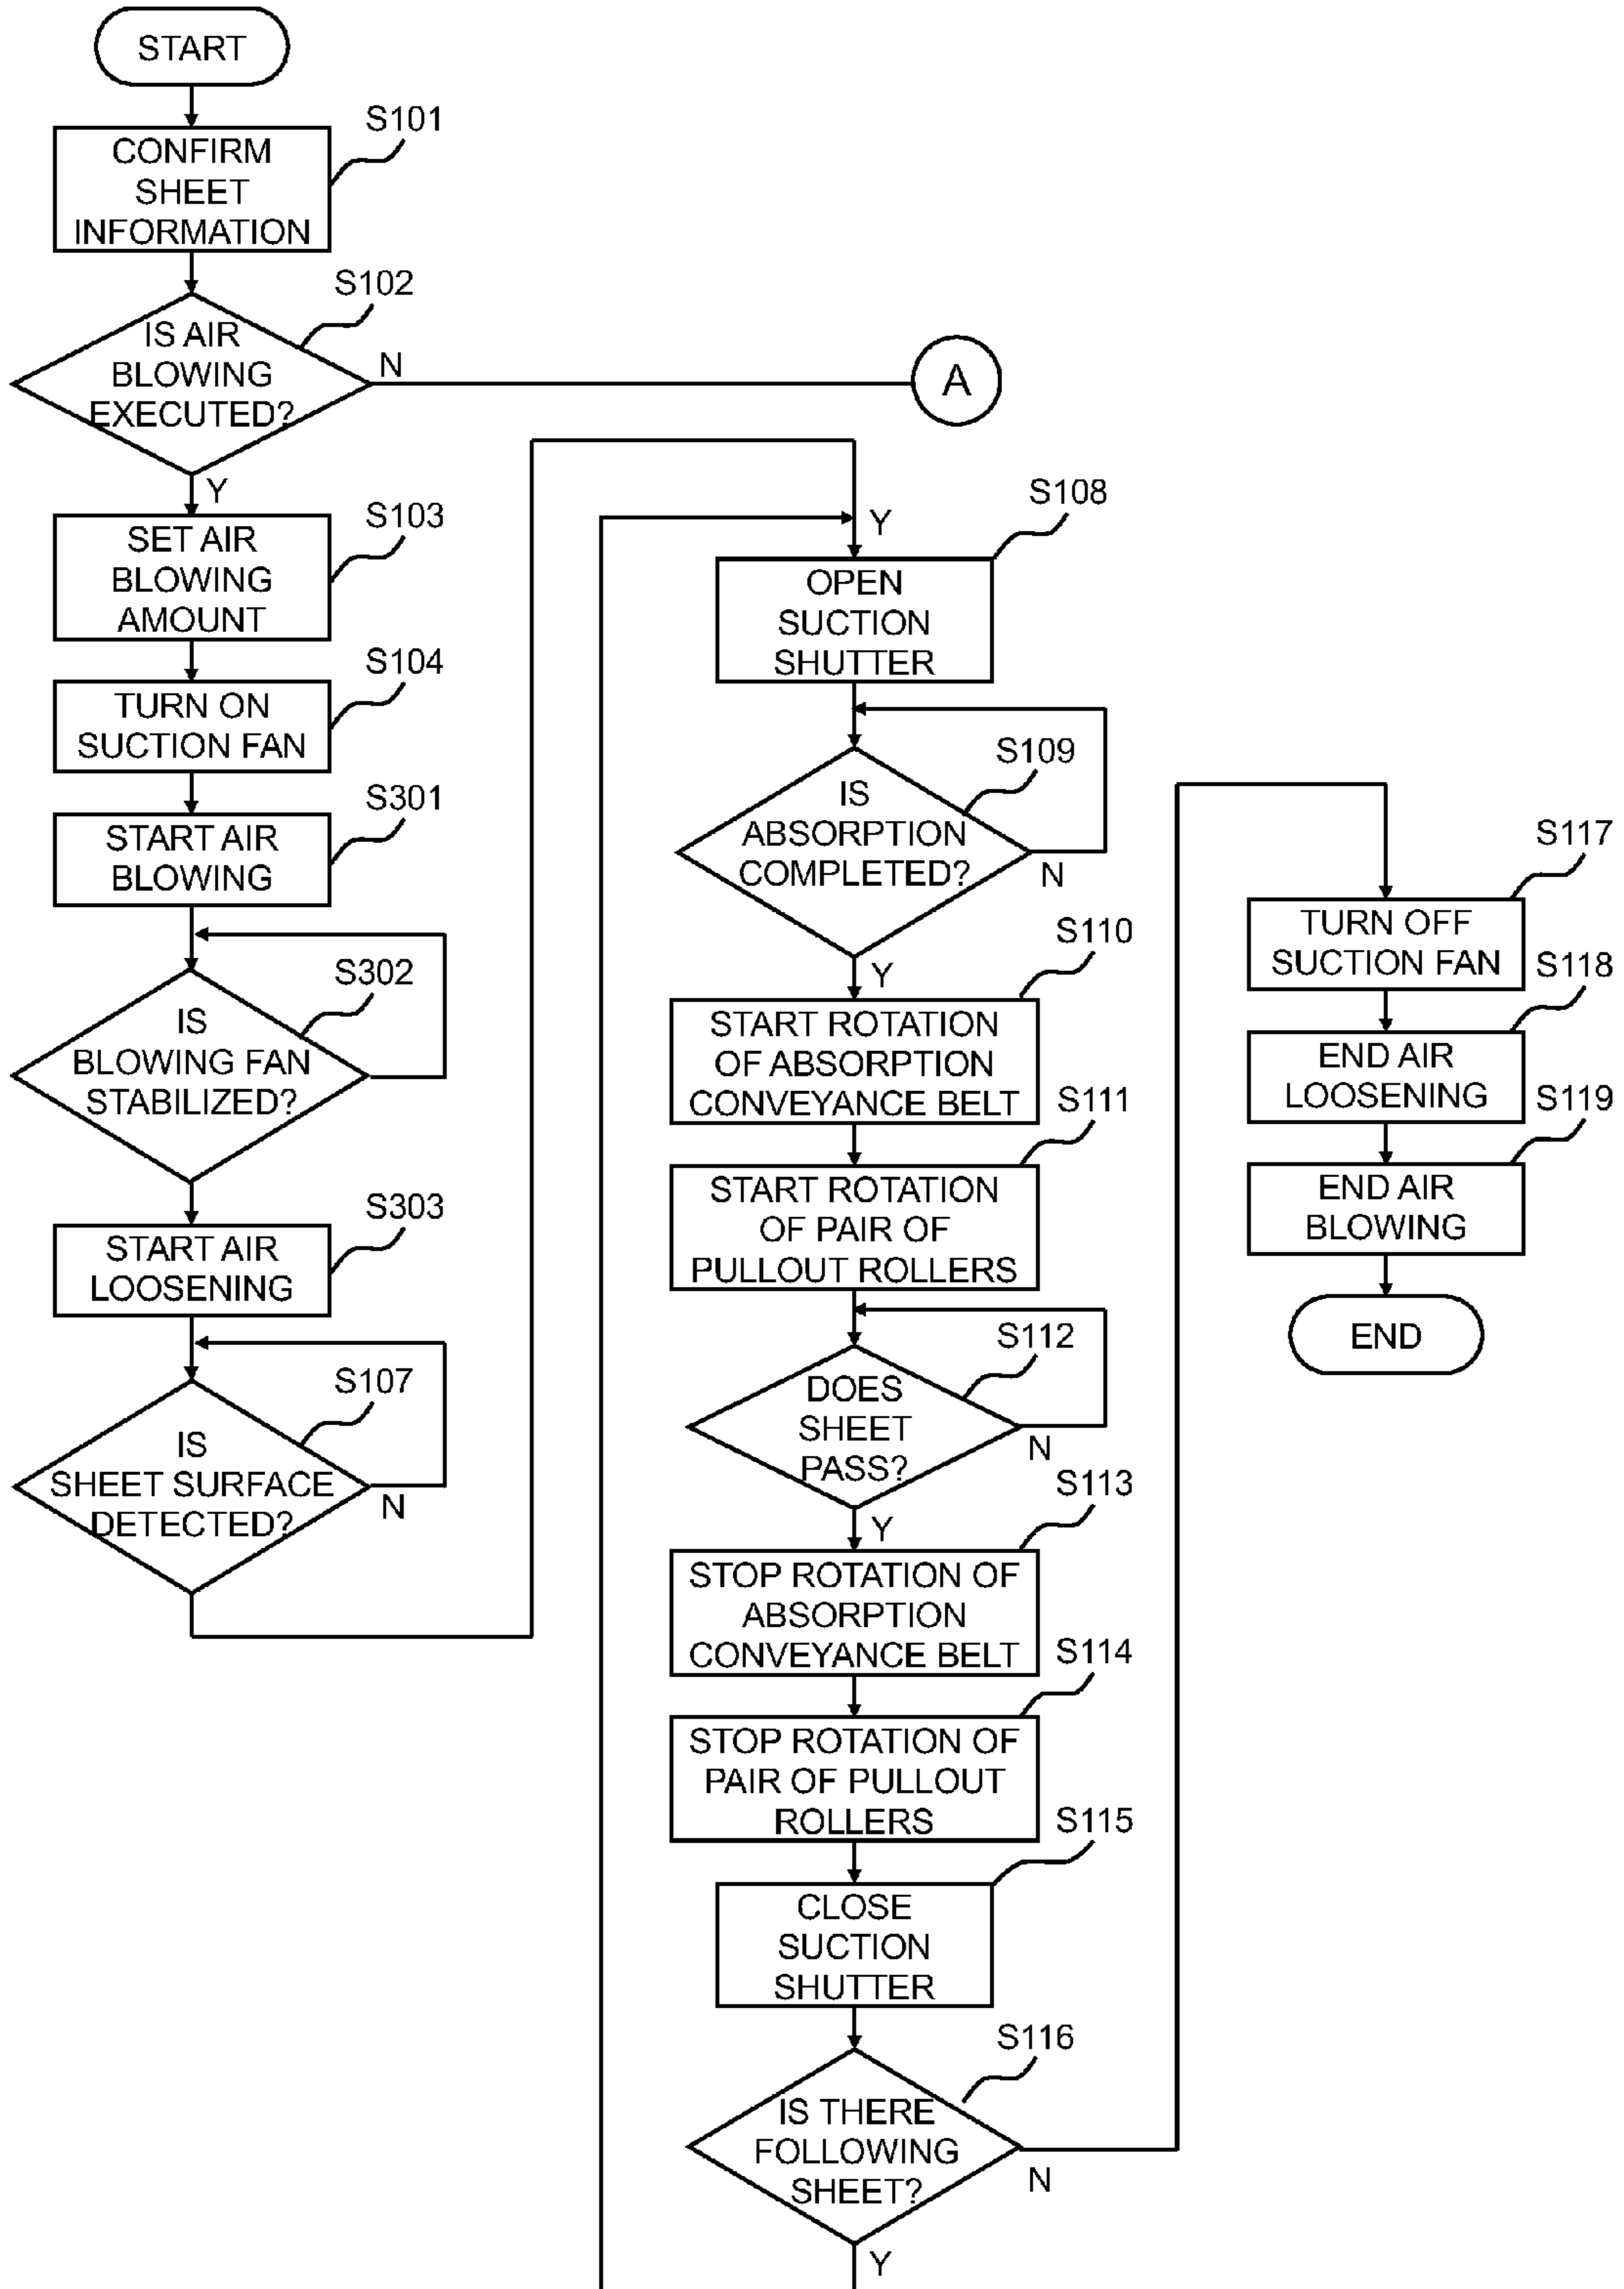 START
S101
CONFIRM
SHEET
INFORMATION
S102
IS AIR
BLOWING
EXECUTED?
N
A
Y
S103
SET AIR
BLOWING
AMOUNT
S104
TURN ON
SUCTION FAN
S301
START AIR
BLOWING
S302
IS
BLOWING FAN
STABILIZED?
S303
START AIR
LOOSENING
S107
IS
SHEET SURFACE
DETECTED?
N
Y
S108
OPEN
SUCTION
SHUTTER
S109
IS
ABSORPTION
COMPLETED?
N
Y
S110
START ROTATION
OF ABSORPTION
CONVEYANCE BELT
S111
START ROTATION
OF PAIR OF
PULLOUT ROLLERS
S112
DOES
SHEET
PASS?
N
Y
S113
STOP ROTATION OF
ABSORPTION
CONVEYANCE BELT
S114
STOP ROTATION OF
PAIR OF PULLOUT
ROLLERS
S115
CLOSE
SUCTION
SHUTTER
S116
IS THERE
FOLLOWING
SHEET?
N
Y
S117
TURN OFF
SUCTION FAN
S118
END AIR
LOOSENING
S119
END AIR
BLOWING
END